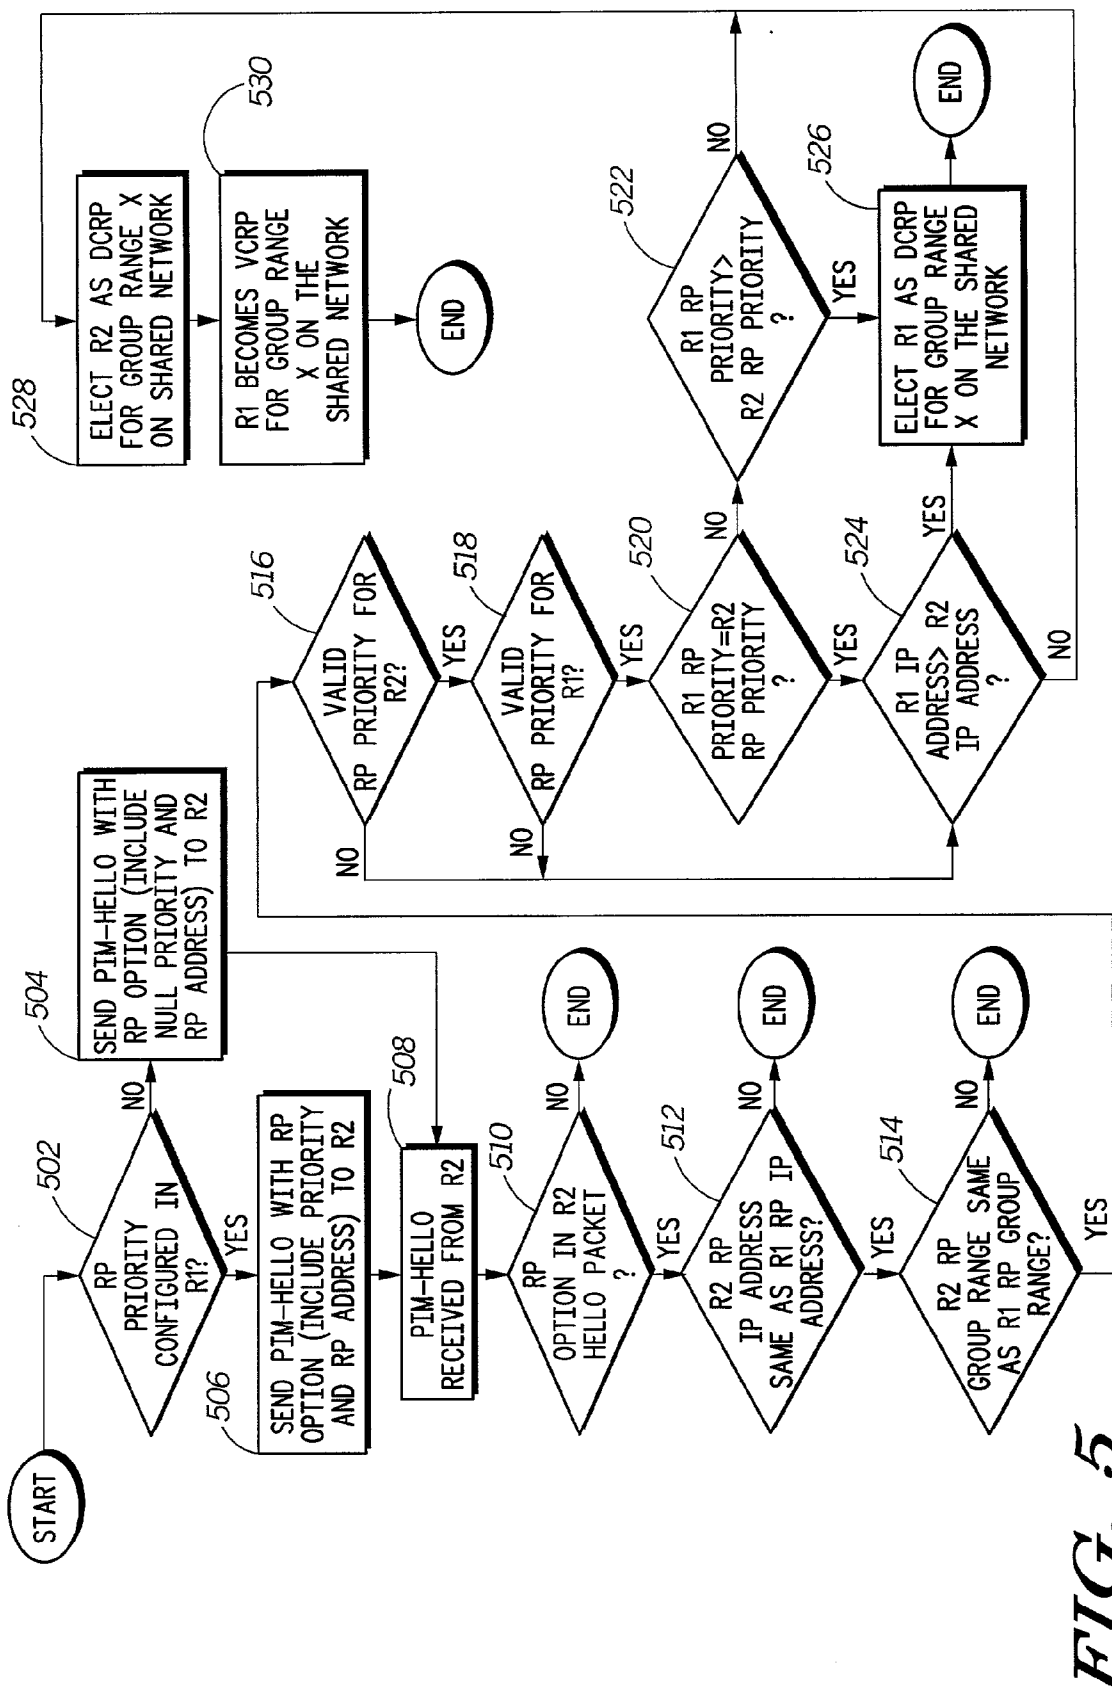 START
502
RP
PRIORITY
CONFIGURED IN
R1?
NO
YES
504
SEND PIM-HELLO WITH
RP OPTION (INCLUDE
NULL PRIORITY AND
RP ADDRESS) TO R2
506
SEND PIM-HELLO WITH RP
OPTION (INCLUDE PRIORITY
AND RP ADDRESS) TO R2
508
PIM-HELLO
RECEIVED FROM R2
510
RP
OPTION IN R2
HELLO PACKET
?
NO
END
YES
512
R2 RP
IP ADDRESS
SAME AS R1 RP IP
ADDRESS?
NO
END
YES
514
R2 RP
GROUP RANGE SAME
AS R1 RP GROUP
RANGE?
NO
END
YES
516
VALID
RP PRIORITY FOR
R2?
NO
YES
518
VALID
RP PRIORITY FOR
R1?
NO
YES
520
R1 RP
PRIORITY=R2
RP PRIORITY
?
NO
YES
522
R1 RP
PRIORITY>
R2 RP PRIORITY
?
NO
YES
524
R1 IP
ADDRESS> R2
IP ADDRESS
?
YES
NO
526
ELECT R1 AS DCRP
FOR GROUP RANGE
X ON THE SHARED
NETWORK
END
528
ELECT R2 AS DCRP
FOR GROUP RANGE X
ON SHARED NETWORK
530
R1 BECOMES VCRP
FOR GROUP RANGE
X ON THE
SHARED NETWORK
END
FIG. 5